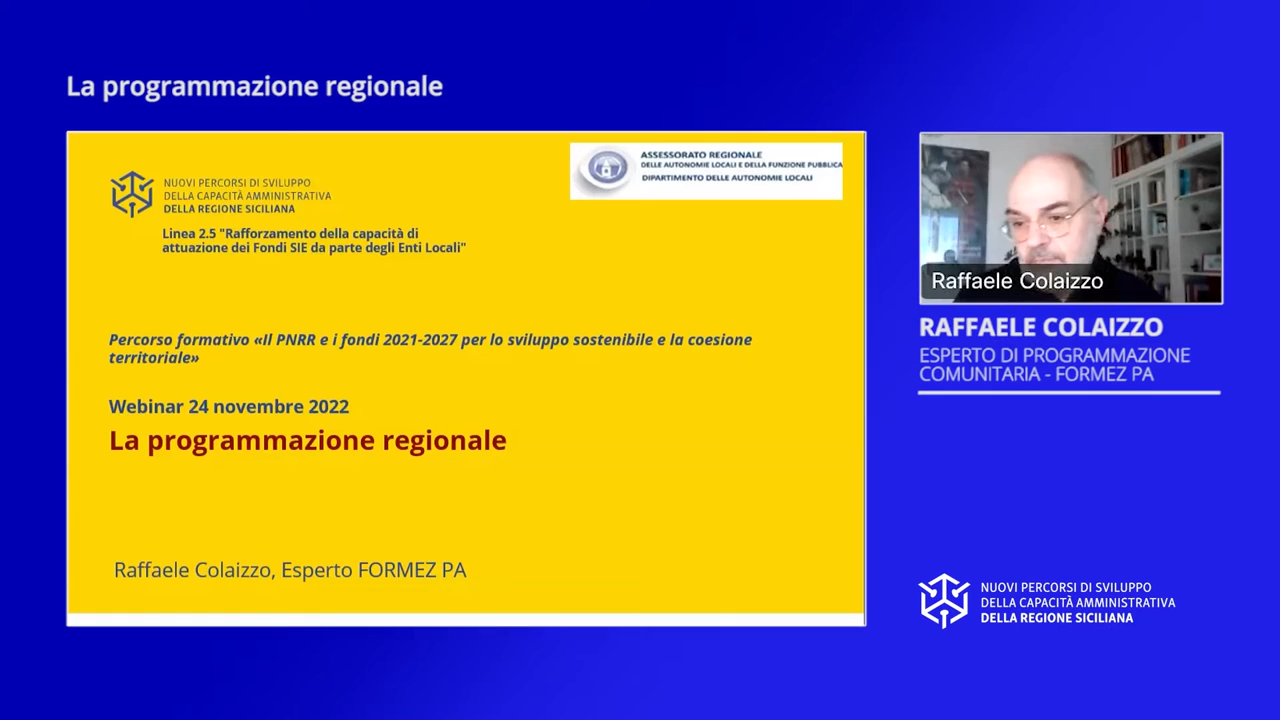 La programmazione regionale
ASSESSORATO REGIONALE
DELLE AUTONOMIE LOCALI E DELLA FUNZIONE PUBBLICA
DIPARTIMENTO DELLE AUTONOMIE LOCALI
NUOVI PERCORSI DI SVILUPPO
DELLA CAPACITÀ AMMINISTRATIVA
DELLA REGIONE SICILIANA
Linea 2.5 "Rafforzamento della capacità di
attuazione dei Fondi SIE da parte degli Enti Locali"
Percorso formativo «Il PNRR e i fondi 2021-2027 per lo sviluppo sostenibile e la coesione
territoriale»
Webinar 24 novembre 2022
La programmazione regionale
Raffaele Colaizzo, Esperto FORMEZ PA
Raffaele Colaizzo
RAFFAELE COLAIZZO
ESPERTO DI PROGRAMMAZIONE
COMUNITARIA - FORMEZ PA
NUOVI PERCORSI DI SVILUPPO
DELLA CAPACITÀ AMMINISTRATIVA
DELLA REGIONE SICILIANA